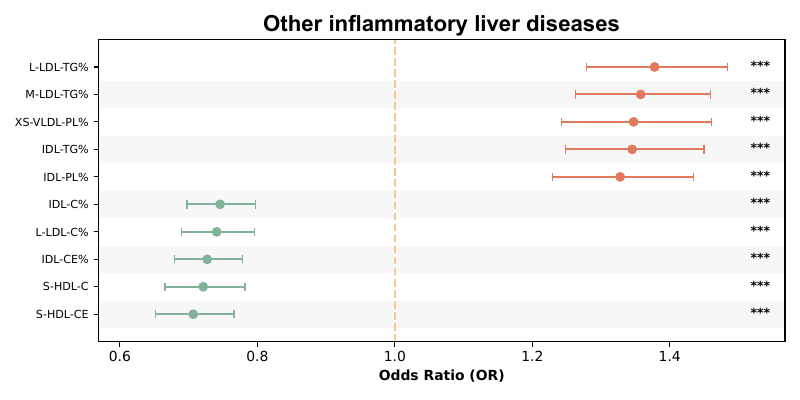 Other inflammatory liver diseases
L-LDL-TG% ***
M-LDL-TG% ***
XS-VLDL-PL% ***
IDL-TG% ***
IDL-PL% ***
IDL-C% ***
L-LDL-C% ***
IDL-CE% ***
S-HDL-C ***
S-HDL-CE ***
0.6 0.8 1.0 1.2 1.4
Odds Ratio (OR)